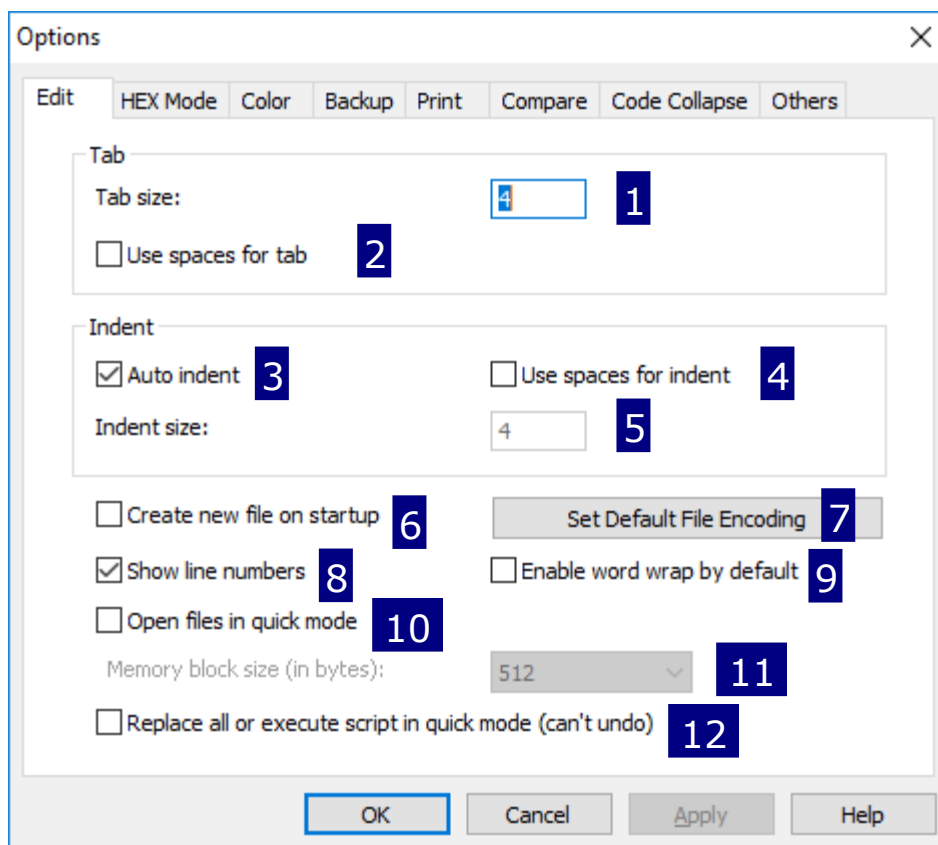 Options
Edit HEX Mode Color Backup Print Compare Code Collapse Others
Tab
Tab size: 4 1
Use spaces for tab 2
Indent
Auto indent 3 Use spaces for indent 4
Indent size: 4 5
Create new file on startup 6 Set Default File Encoding 7
Show line numbers 8 Enable word wrap by default 9
Open files in quick mode 10
Memory block size (in bytes): 512 11
Replace all or execute script in quick mode (can't undo) 12
OK Cancel Apply Help